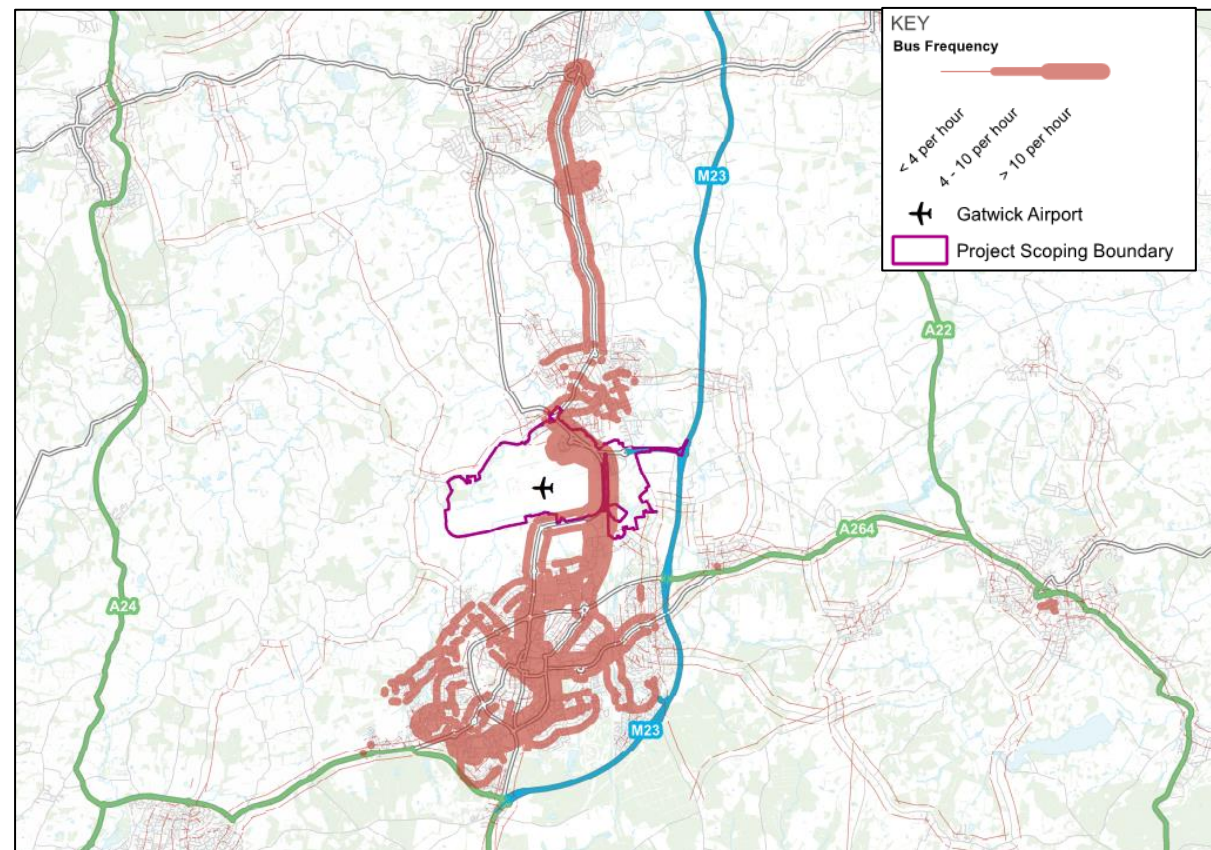 KEY
Bus Frequency
< 4 per hour
4 - 10 per hour
> 10 per hour
Gatwick Airport
Project Scoping Boundary
M23
A22
A264
A24
M23